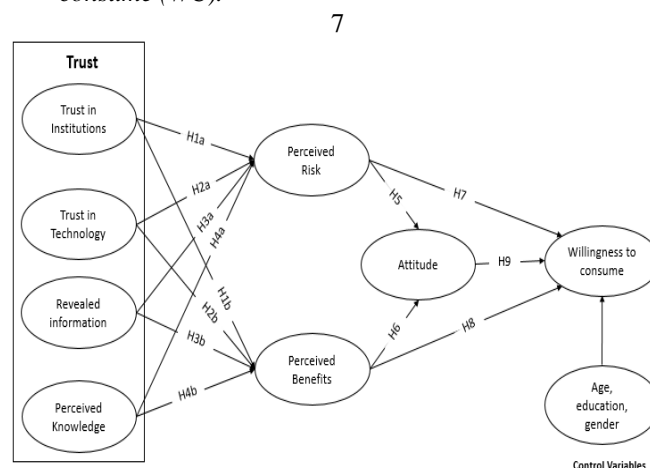 consume (WC).
7
Trust
Trust in
Institutions
Trust in
Technology
Revealed
information
Perceived
Knowledge
H1a
H2a
H3a
H4a
H1b
H2b
H3b
H4b
Perceived
Risk
Perceived
Benefits
H5
H6
H7
H8
Attitude
H9
Willingness to
consume
Age,
education,
gender
Control Variables